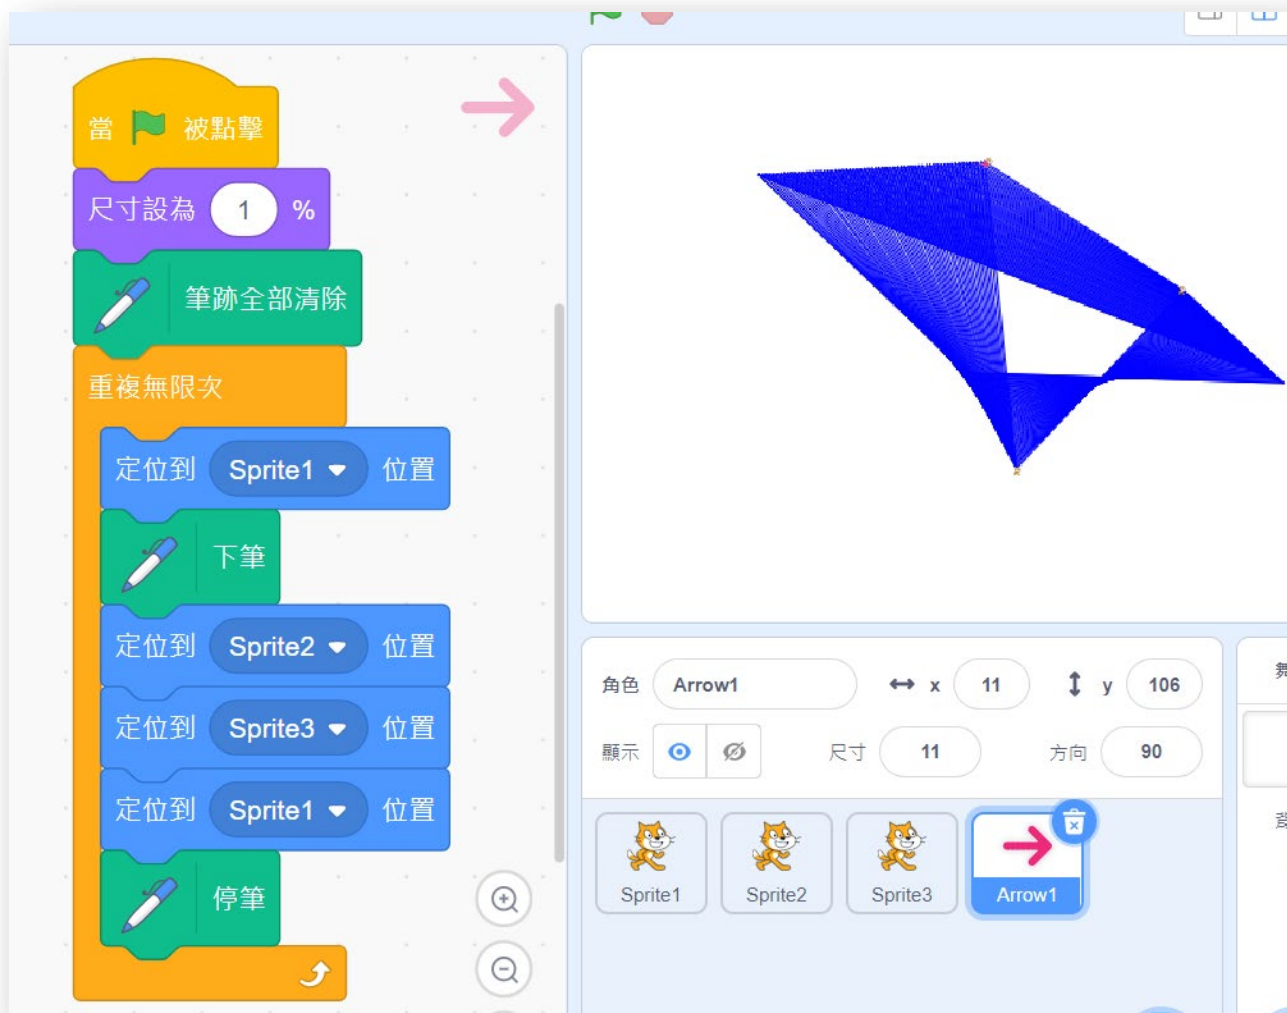 當 被點擊
尺寸設為 1 %
筆跡全部清除
重複無限次
定位到 Sprite1 位置
下筆
定位到 Sprite2 位置
定位到 Sprite3 位置
定位到 Sprite1 位置
停筆
角色 Arrow1 x 11 y 106
顯示 尺寸 11 方向 90
Sprite1 Sprite2 Sprite3 Arrow1